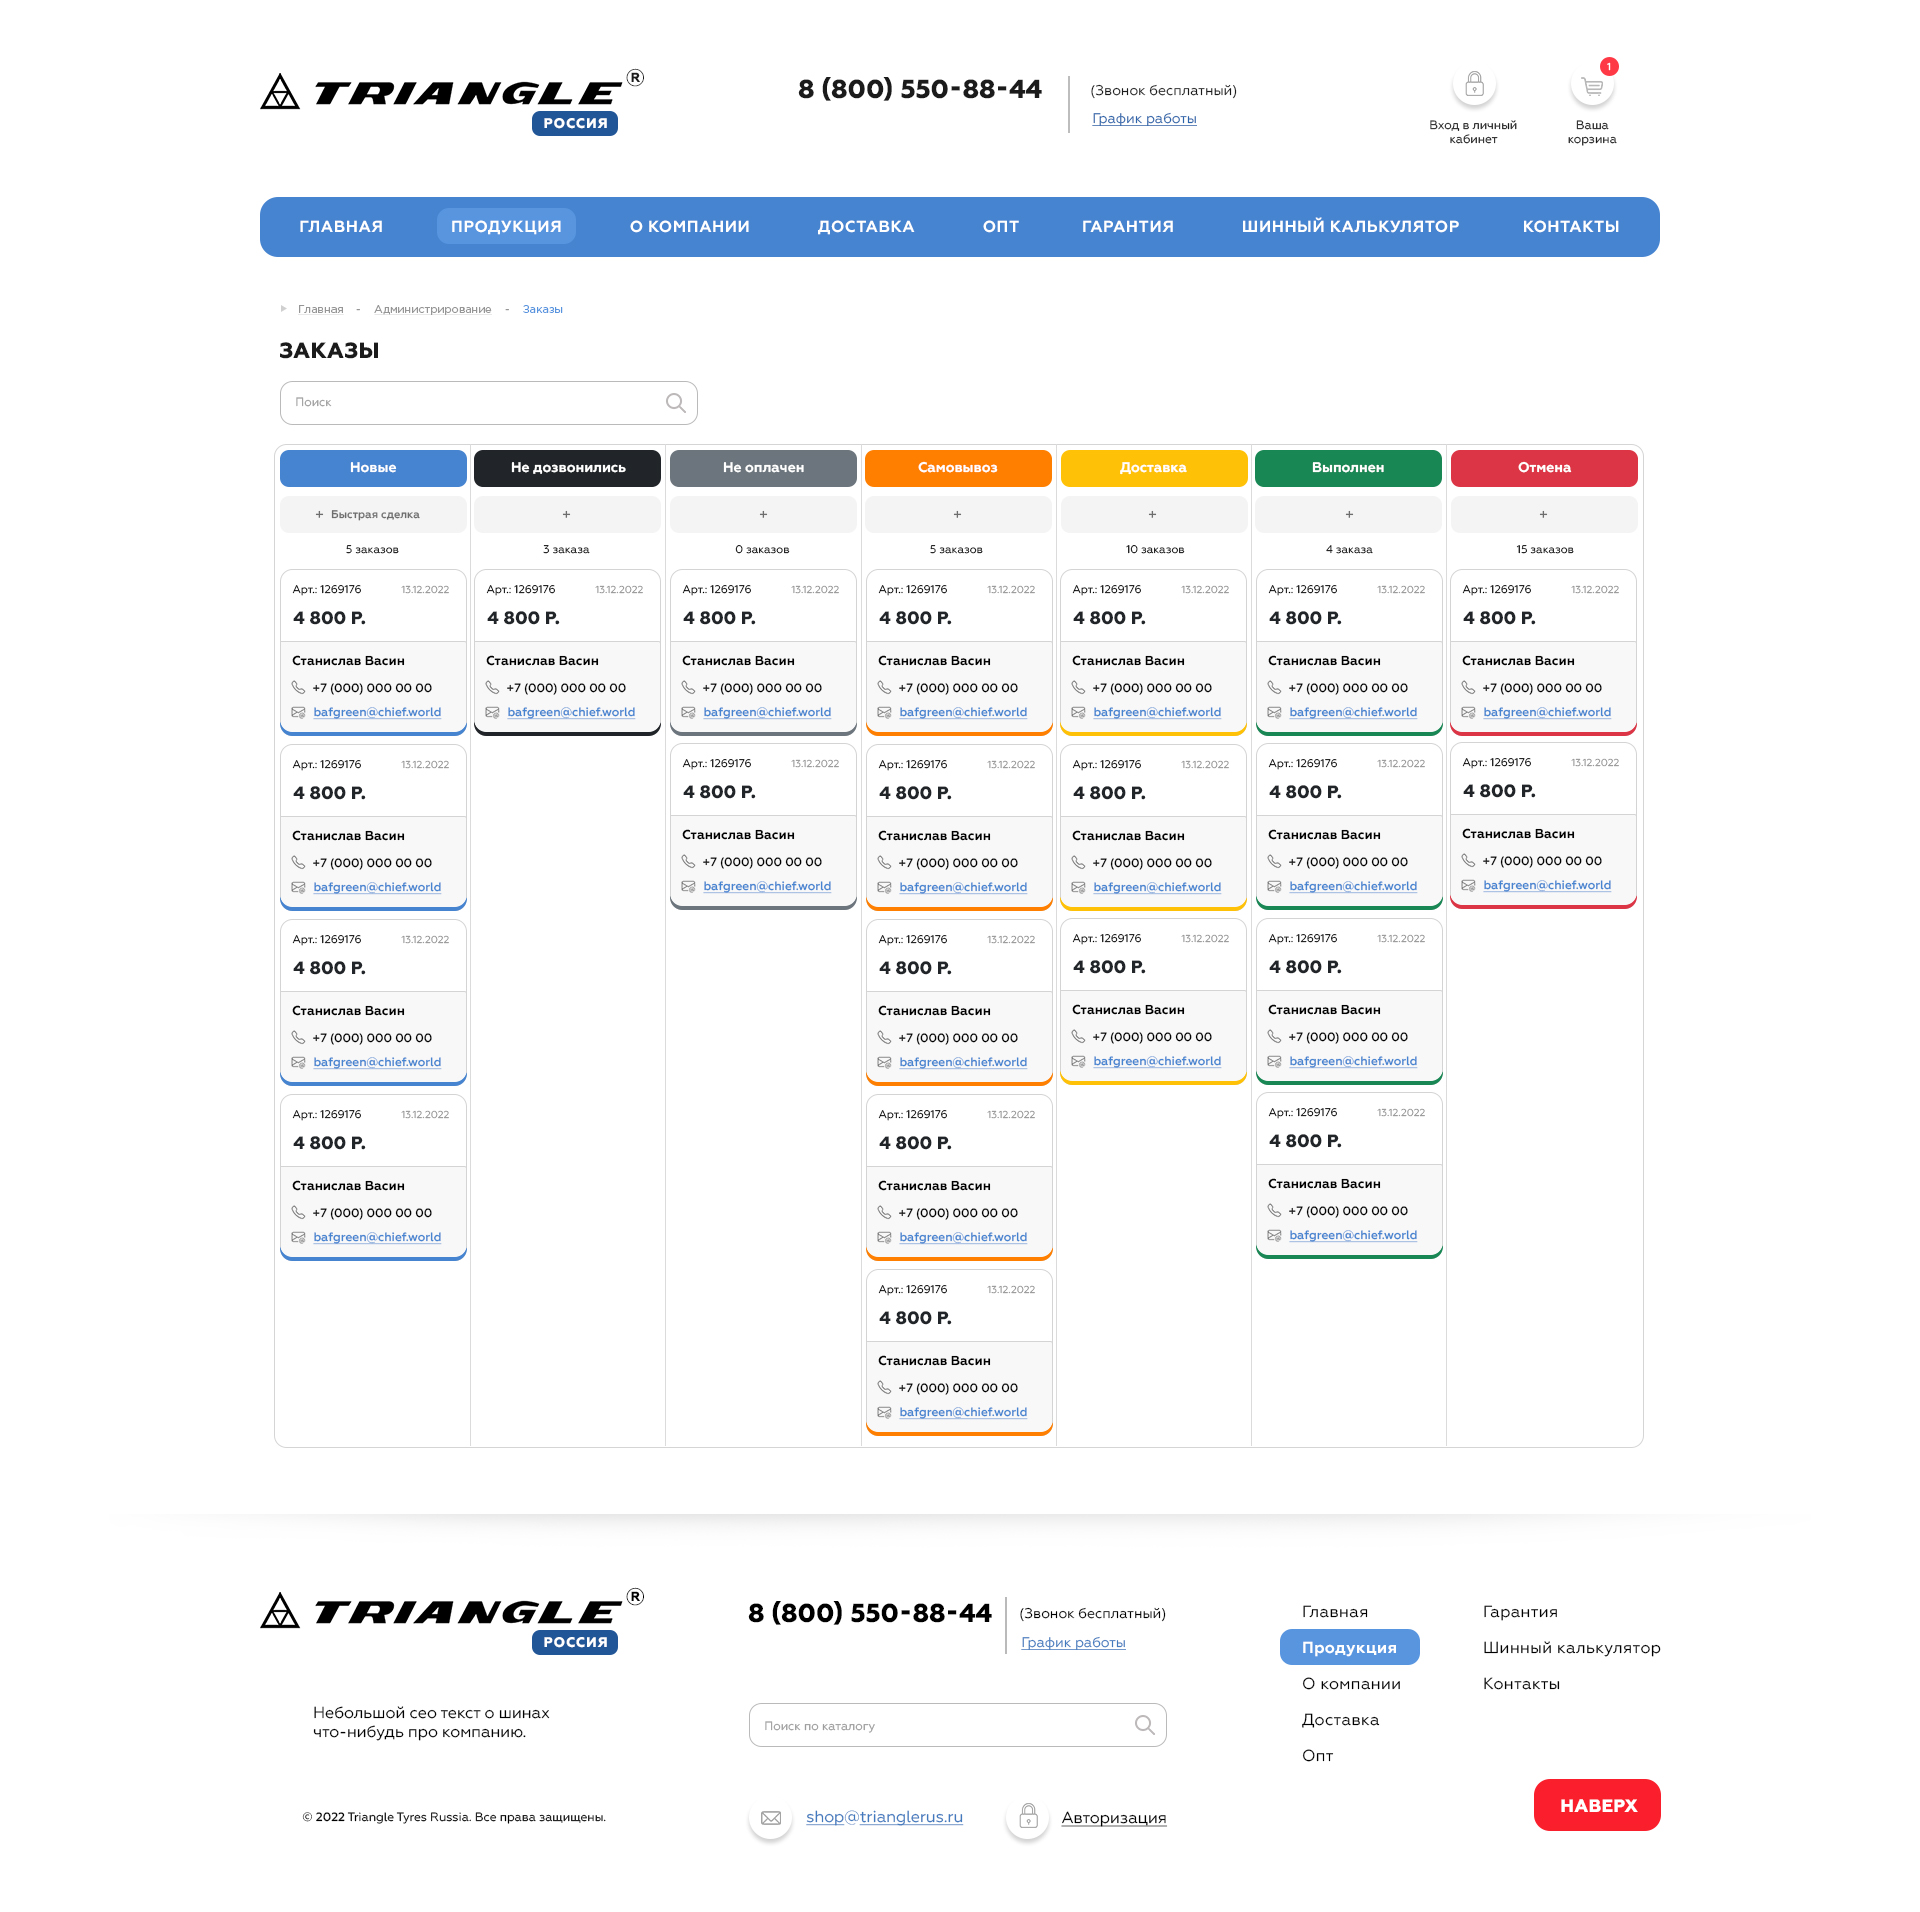 TRIANGLE®
РОССИЯ
8 (800) 550-88-44
(Звонок бесплатный)
График работы
Вход в личный
кабинет
1
Ваша
корзина
ГЛАВНАЯ ПРОДУКЦИЯ О КОМПАНИИ ДОСТАВКА ОПТ ГАРАНТИЯ ШИННЫЙ КАЛЬКУЛЯТОР КОНТАКТЫ
Главная - Администрирование - Заказы
ЗАКАЗЫ
Поиск
Новые
+ Быстрая сделка
5 заказов
Арт.: 1269176 13.12.2022
4 800 Р.
Станислав Васин
+7 (000) 000 00 00
bafgreen@chief.world
Арт.: 1269176 13.12.2022
4 800 Р.
Станислав Васин
+7 (000) 000 00 00
bafgreen@chief.world
Арт.: 1269176 13.12.2022
4 800 Р.
Станислав Васин
+7 (000) 000 00 00
bafgreen@chief.world
Арт.: 1269176 13.12.2022
4 800 Р.
Станислав Васин
+7 (000) 000 00 00
bafgreen@chief.world
Не дозвонились
+
3 заказа
Арт.: 1269176 13.12.2022
4 800 Р.
Станислав Васин
+7 (000) 000 00 00
bafgreen@chief.world
Не оплачен
+
0 заказов
Арт.: 1269176 13.12.2022
4 800 Р.
Станислав Васин
+7 (000) 000 00 00
bafgreen@chief.world
Арт.: 1269176 13.12.2022
4 800 Р.
Станислав Васин
+7 (000) 000 00 00
bafgreen@chief.world
Самовывоз
+
5 заказов
Арт.: 1269176 13.12.2022
4 800 Р.
Станислав Васин
+7 (000) 000 00 00
bafgreen@chief.world
Арт.: 1269176 13.12.2022
4 800 Р.
Станислав Васин
+7 (000) 000 00 00
bafgreen@chief.world
Арт.: 1269176 13.12.2022
4 800 Р.
Станислав Васин
+7 (000) 000 00 00
bafgreen@chief.world
Арт.: 1269176 13.12.2022
4 800 Р.
Станислав Васин
+7 (000) 000 00 00
bafgreen@chief.world
Арт.: 1269176 13.12.2022
4 800 Р.
Станислав Васин
+7 (000) 000 00 00
bafgreen@chief.world
Доставка
+
10 заказов
Арт.: 1269176 13.12.2022
4 800 Р.
Станислав Васин
+7 (000) 000 00 00
bafgreen@chief.world
Арт.: 1269176 13.12.2022
4 800 Р.
Станислав Васин
+7 (000) 000 00 00
bafgreen@chief.world
Арт.: 1269176 13.12.2022
4 800 Р.
Станислав Васин
+7 (000) 000 00 00
bafgreen@chief.world
Выполнен
+
4 заказа
Арт.: 1269176 13.12.2022
4 800 Р.
Станислав Васин
+7 (000) 000 00 00
bafgreen@chief.world
Арт.: 1269176 13.12.2022
4 800 Р.
Станислав Васин
+7 (000) 000 00 00
bafgreen@chief.world
Арт.: 1269176 13.12.2022
4 800 Р.
Станислав Васин
+7 (000) 000 00 00
bafgreen@chief.world
Арт.: 1269176 13.12.2022
4 800 Р.
Станислав Васин
+7 (000) 000 00 00
bafgreen@chief.world
Отмена
+
15 заказов
Арт.: 1269176 13.12.2022
4 800 Р.
Станислав Васин
+7 (000) 000 00 00
bafgreen@chief.world
Арт.: 1269176 13.12.2022
4 800 Р.
Станислав Васин
+7 (000) 000 00 00
bafgreen@chief.world
TRIANGLE®
РОССИЯ
Небольшой сео текст о шинах
что-нибудь про компанию.
© 2022 Triangle Tyres Russia. Все права защищены.
8 (800) 550-88-44
(Звонок бесплатный)
График работы
Поиск по каталогу
shop@trianglerus.ru
Авторизация
Главная
Продукция
О компании
Доставка
Опт
Гарантия
Шинный калькулятор
Контакты
НАВЕРХ